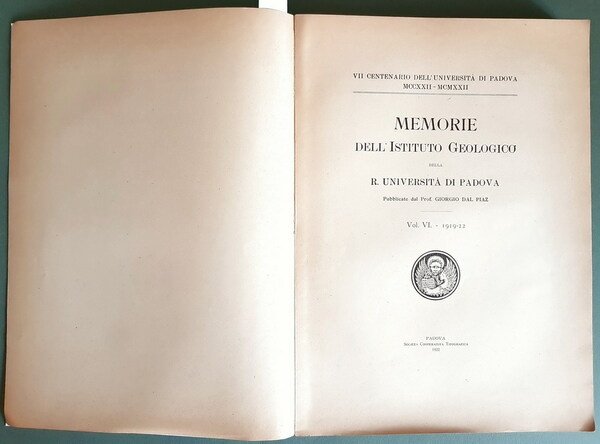 VII CENTENARIO DELL'UNIVERSITÀ DI PADOVA
MCCXXII - MCMXXII
MEMORIE
DELL'ISTITUTO GEOLOGICO
DELLA
R. UNIVERSITÀ DI PADOVA
Pubblicate dal Prof. GIORGIO DAL PIAZ
Vol. VI. - 1919-22
PADOVA
SOCIETÀ COOPERATIVA TIPOGRAFICA
1922